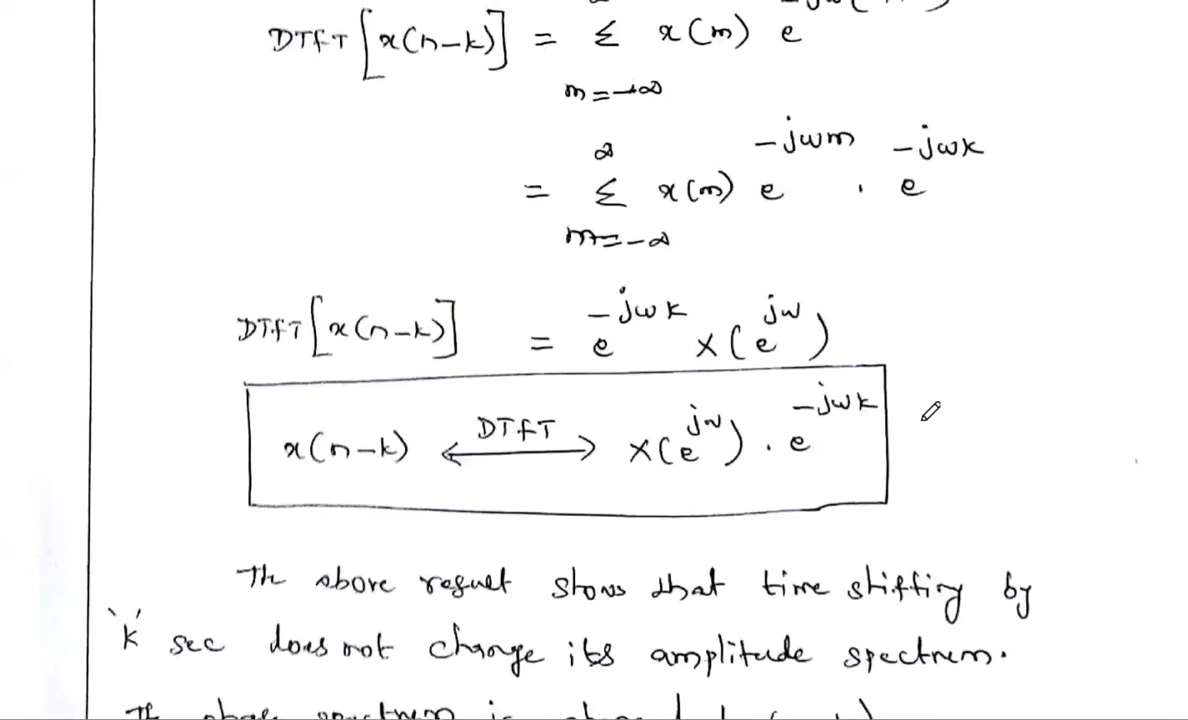 DTFT [x(n-k)] = Σ x(m) e
m=-∞
= Σ_{m=-∞}^{∞} x(m) e^{-jωm} . e^{-jωk}
DTFT [x(n-k)] = e^{-jωk} X(e^{jω})
x(n-k) <-DTFT-> X(e^{jω}) . e^{-jωk}
The above result shows that time shifting by
'k' sec does not change its amplitude spectrum.